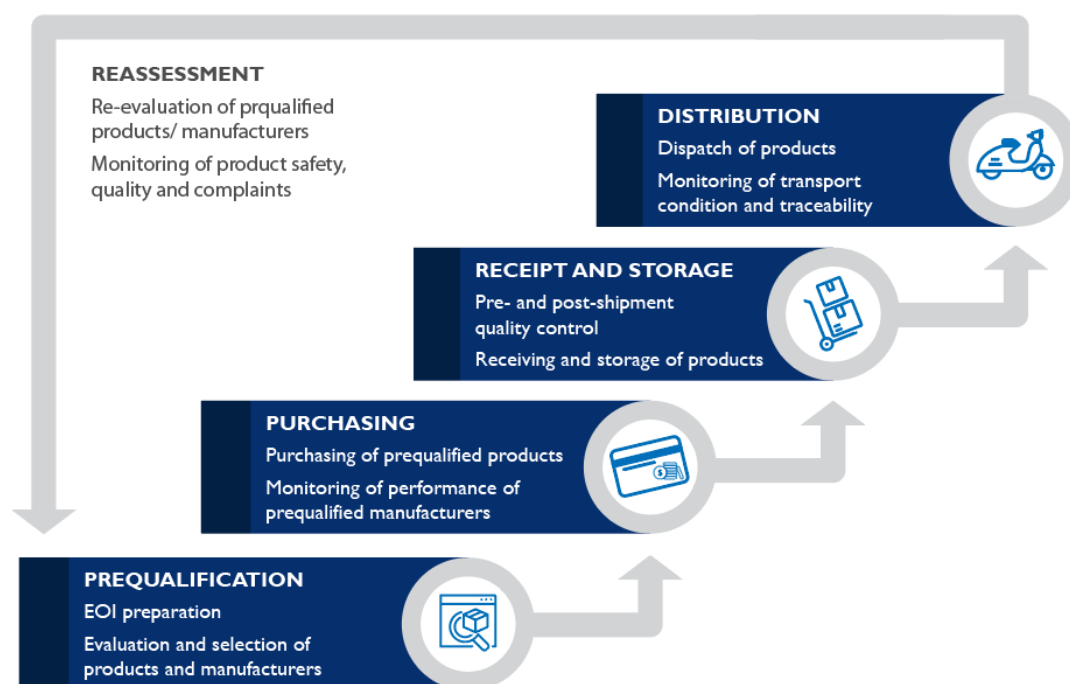 REASSESSMENT
Re-evaluation of prqualified
products/ manufacturers
Monitoring of product safety,
quality and complaints
DISTRIBUTION
Dispatch of products
Monitoring of transport
condition and traceability
RECEIPT AND STORAGE
Pre- and post-shipment
quality control
Receiving and storage of products
PURCHASING
Purchasing of prequalified products
Monitoring of performance of
prequalified manufacturers
PREQUALIFICATION
EOI preparation
Evaluation and selection of
products and manufacturers
$